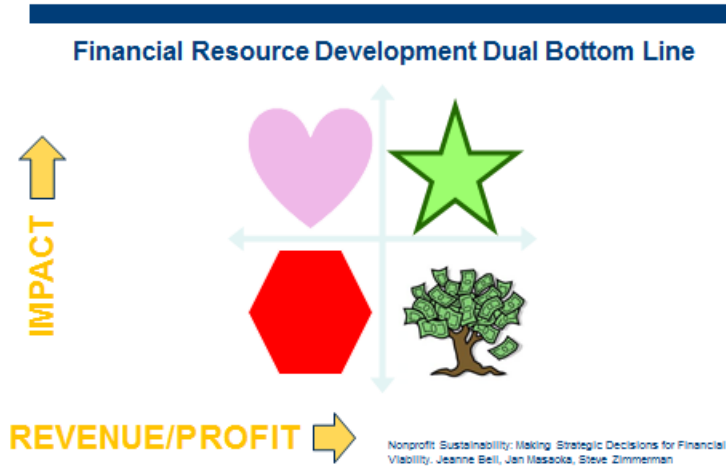 Financial Resource Development Dual Bottom Line
IMPACT
REVENUE/PROFIT
Nonprofit Sustainability: Making Strategic Decisions for Financial
Viability. Jeanne Bell, Jan Masaoka, Steve Zimmerman